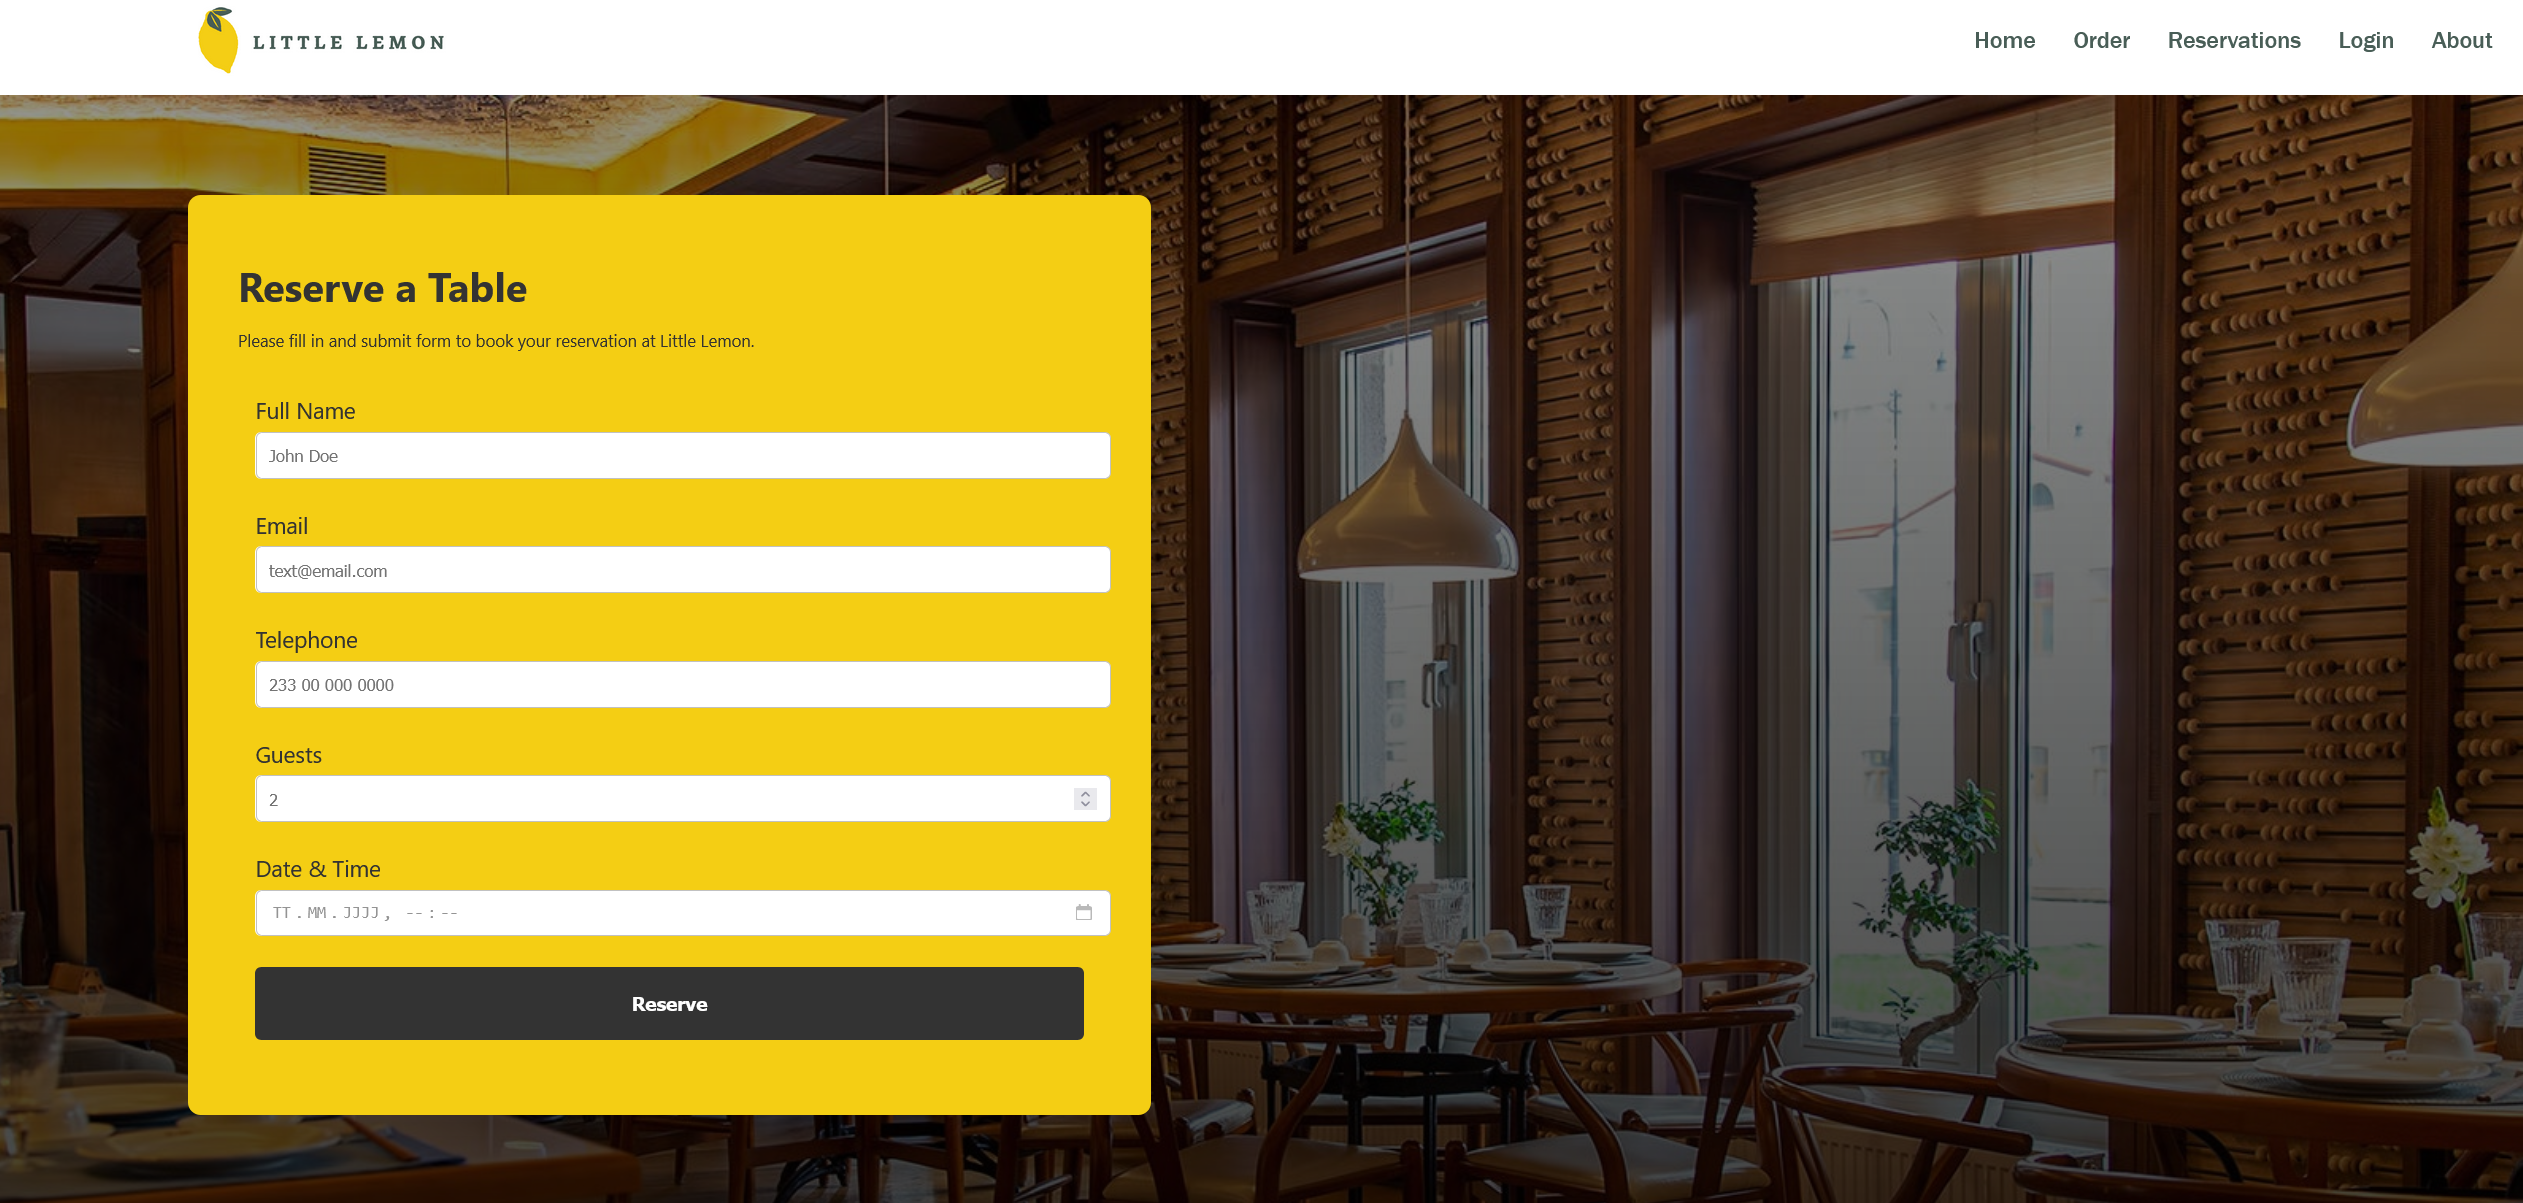 LITTLE LEMON
Home Order Reservations Login About
Reserve a Table
Please fill in and submit form to book your reservation at Little Lemon.
Full Name
John Doe
Email
text@email.com
Telephone
233 00 000 0000
Guests
2
Date & Time
TT.MM.JJJJ, --:--
Reserve